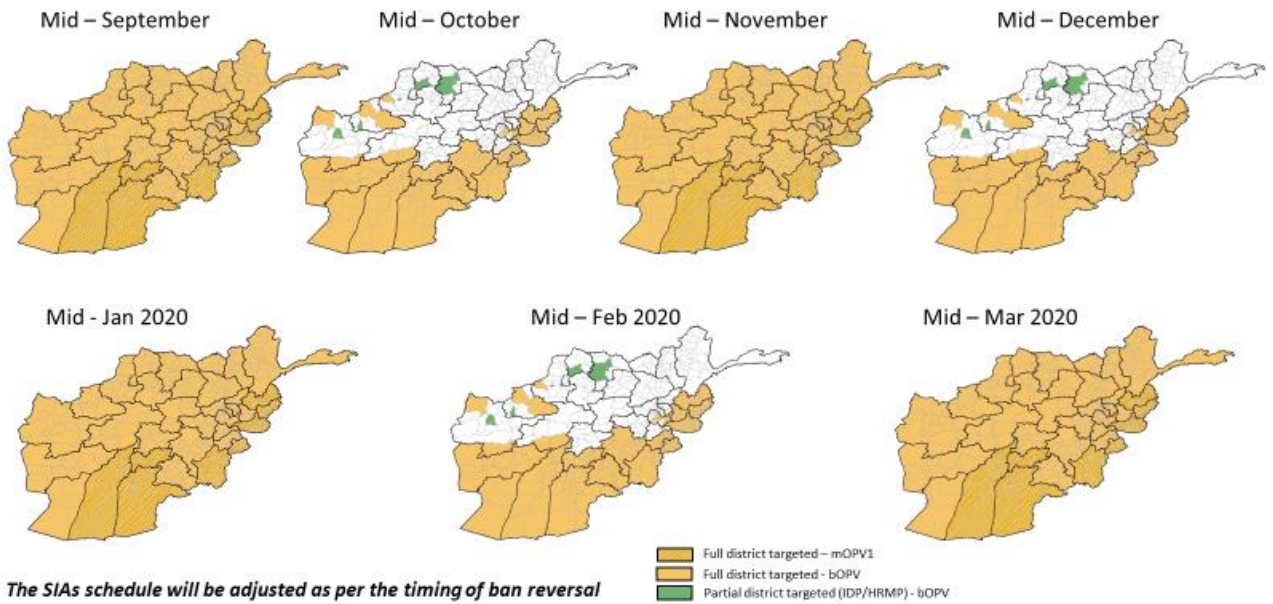 Mid – September
Mid – October
Mid – November
Mid – December
Mid - Jan 2020
Mid – Feb 2020
Mid – Mar 2020
Full district targeted – mOPV1
Full district targeted - bOPV
Partial district targeted (IDP/HRMP) - bOPV
The SIAs schedule will be adjusted as per the timing of ban reversal